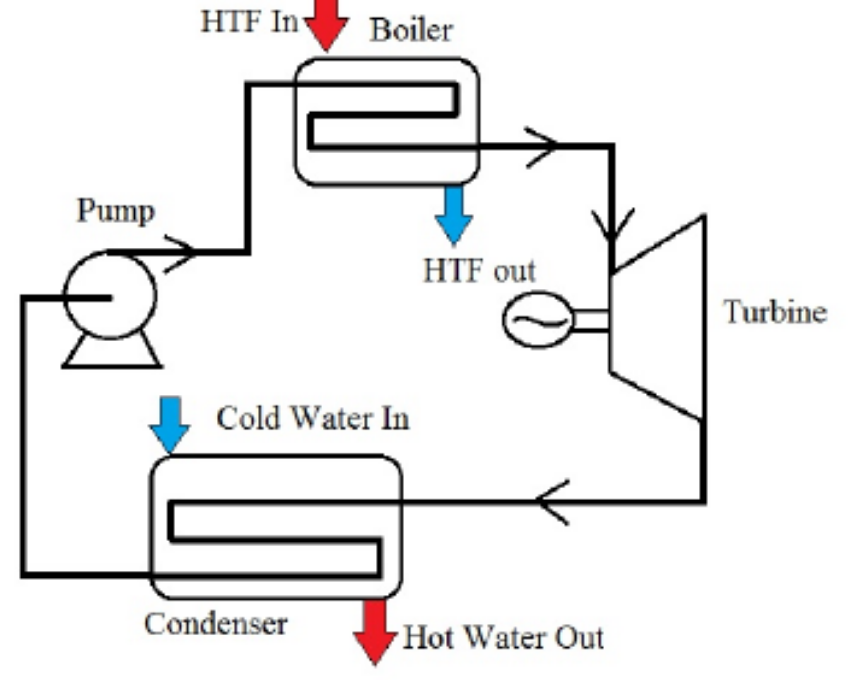 HTF In
Boiler
Pump
HTF out
Turbine
Cold Water In
Condenser
Hot Water Out